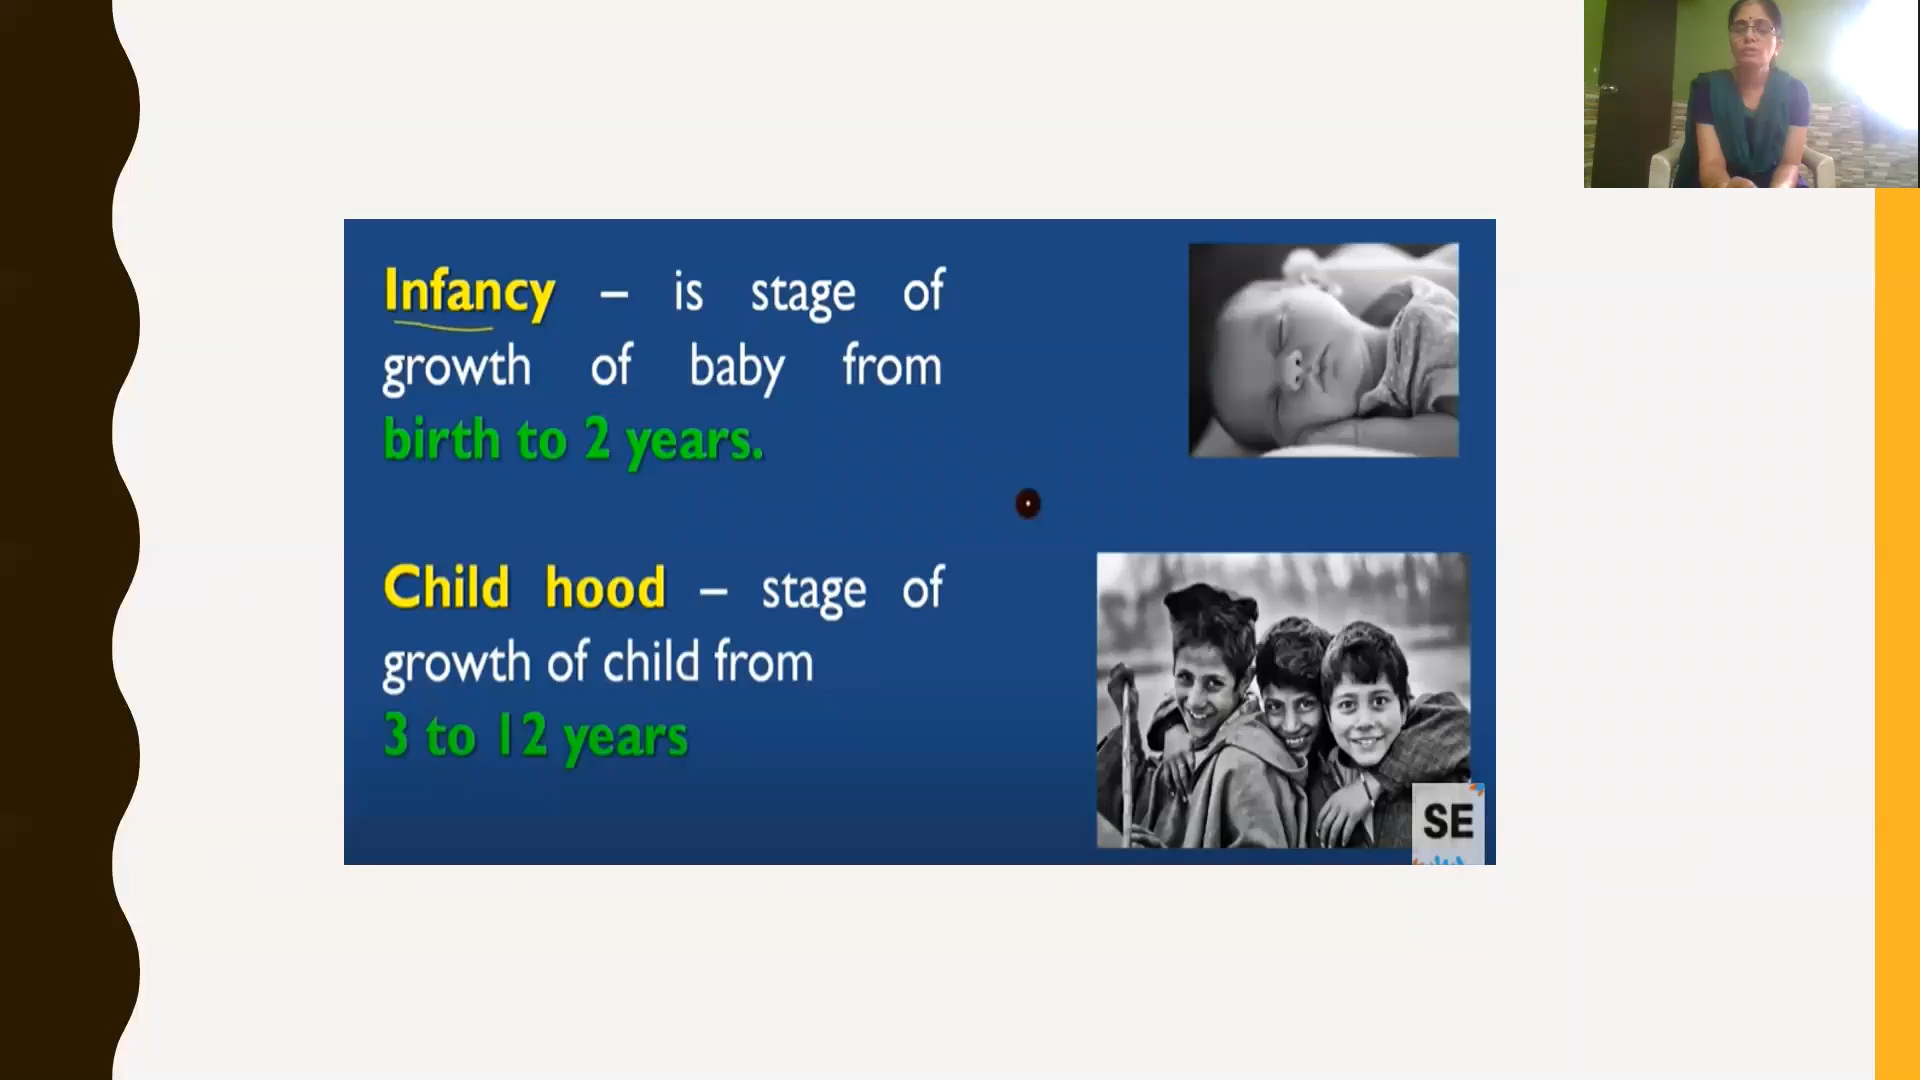 Infancy – is stage of
growth of baby from
birth to 2 years.
Child hood – stage of
growth of child from
3 to 12 years
SE